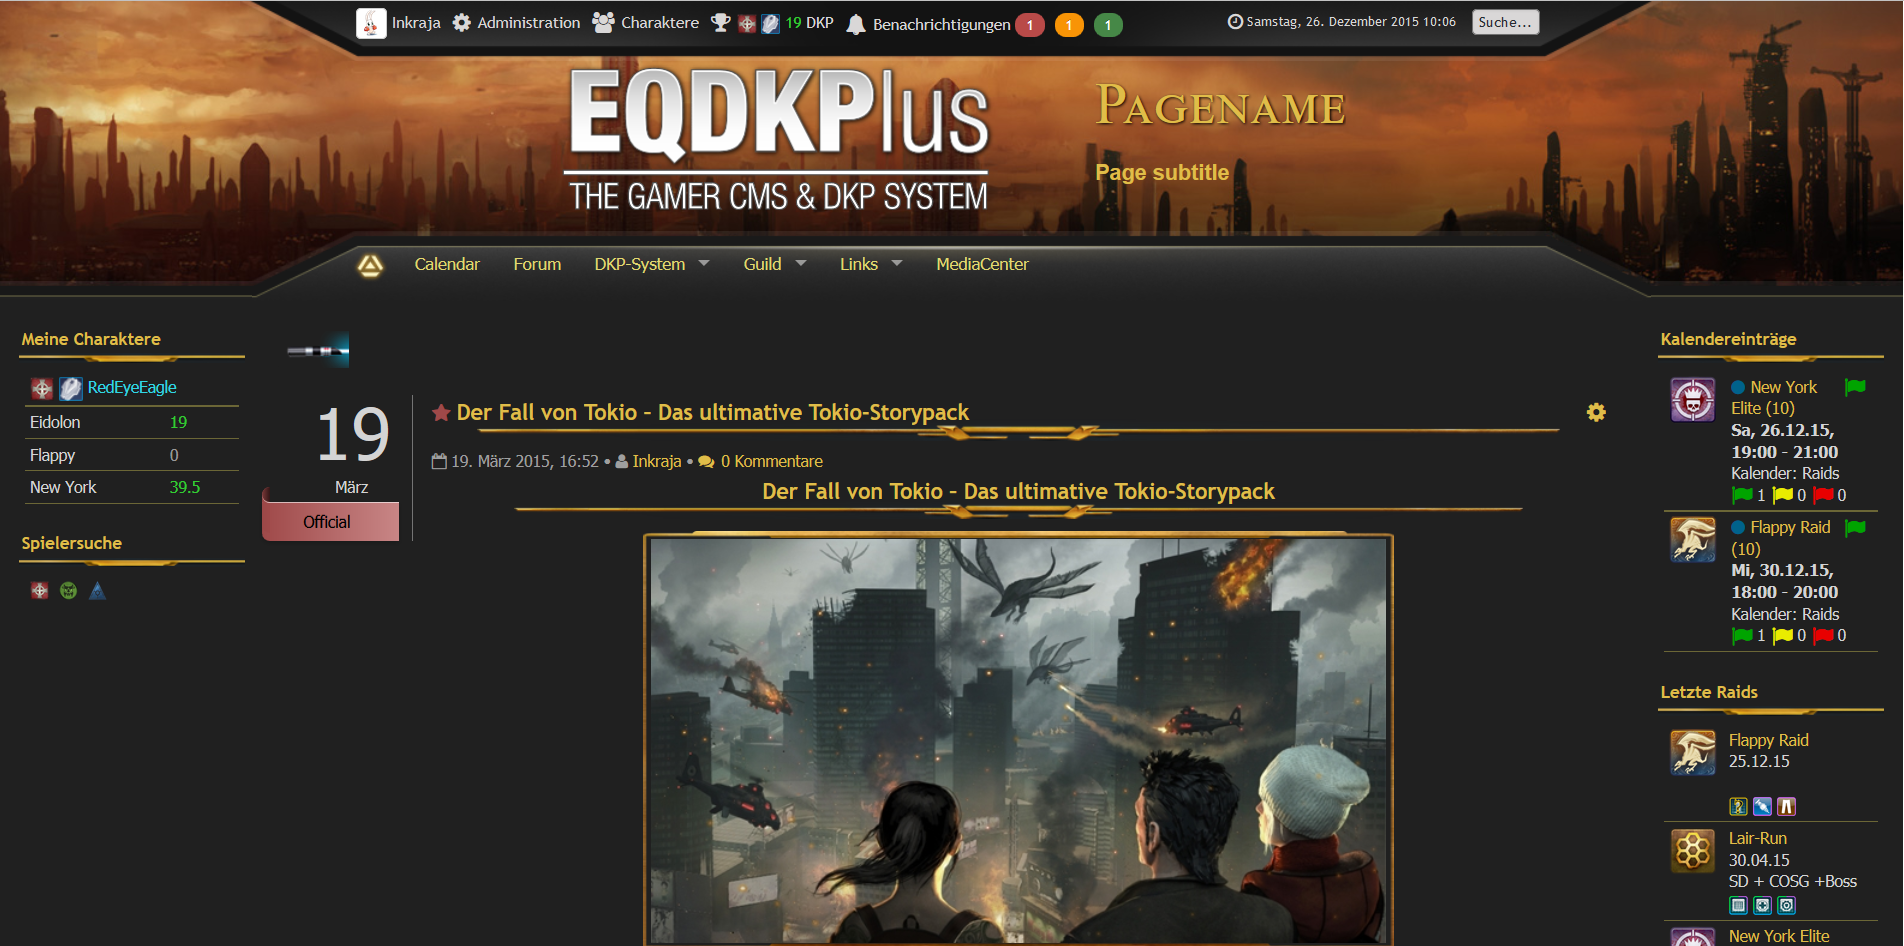 Inkraja Administration Charaktere 19 DKP Benachrichtigungen 1 1 1 Samstag, 26. Dezember 2015 10:06 Suche...
EQDKPlus
THE GAMER CMS & DKP SYSTEM
PAGENAME
Page subtitle
Calendar Forum DKP-System Guild Links MediaCenter
Meine Charaktere
RedEyeEagle
Eidolon 19
Flappy 0
New York 39.5
Spielersuche
19
März
Official
Der Fall von Tokio - Das ultimative Tokio-Storypack
19. März 2015, 16:52 • Inkraja • 0 Kommentare
Der Fall von Tokio - Das ultimative Tokio-Storypack
Kalendereinträge
New York
Elite (10)
Sa, 26.12.15,
19:00 - 21:00
Kalender: Raids
1 0 0
Flappy Raid
(10)
Mi, 30.12.15,
18:00 - 20:00
Kalender: Raids
1 0 0
Letzte Raids
Flappy Raid
25.12.15
Lair-Run
30.04.15
SD + COSG +Boss
New York Elite